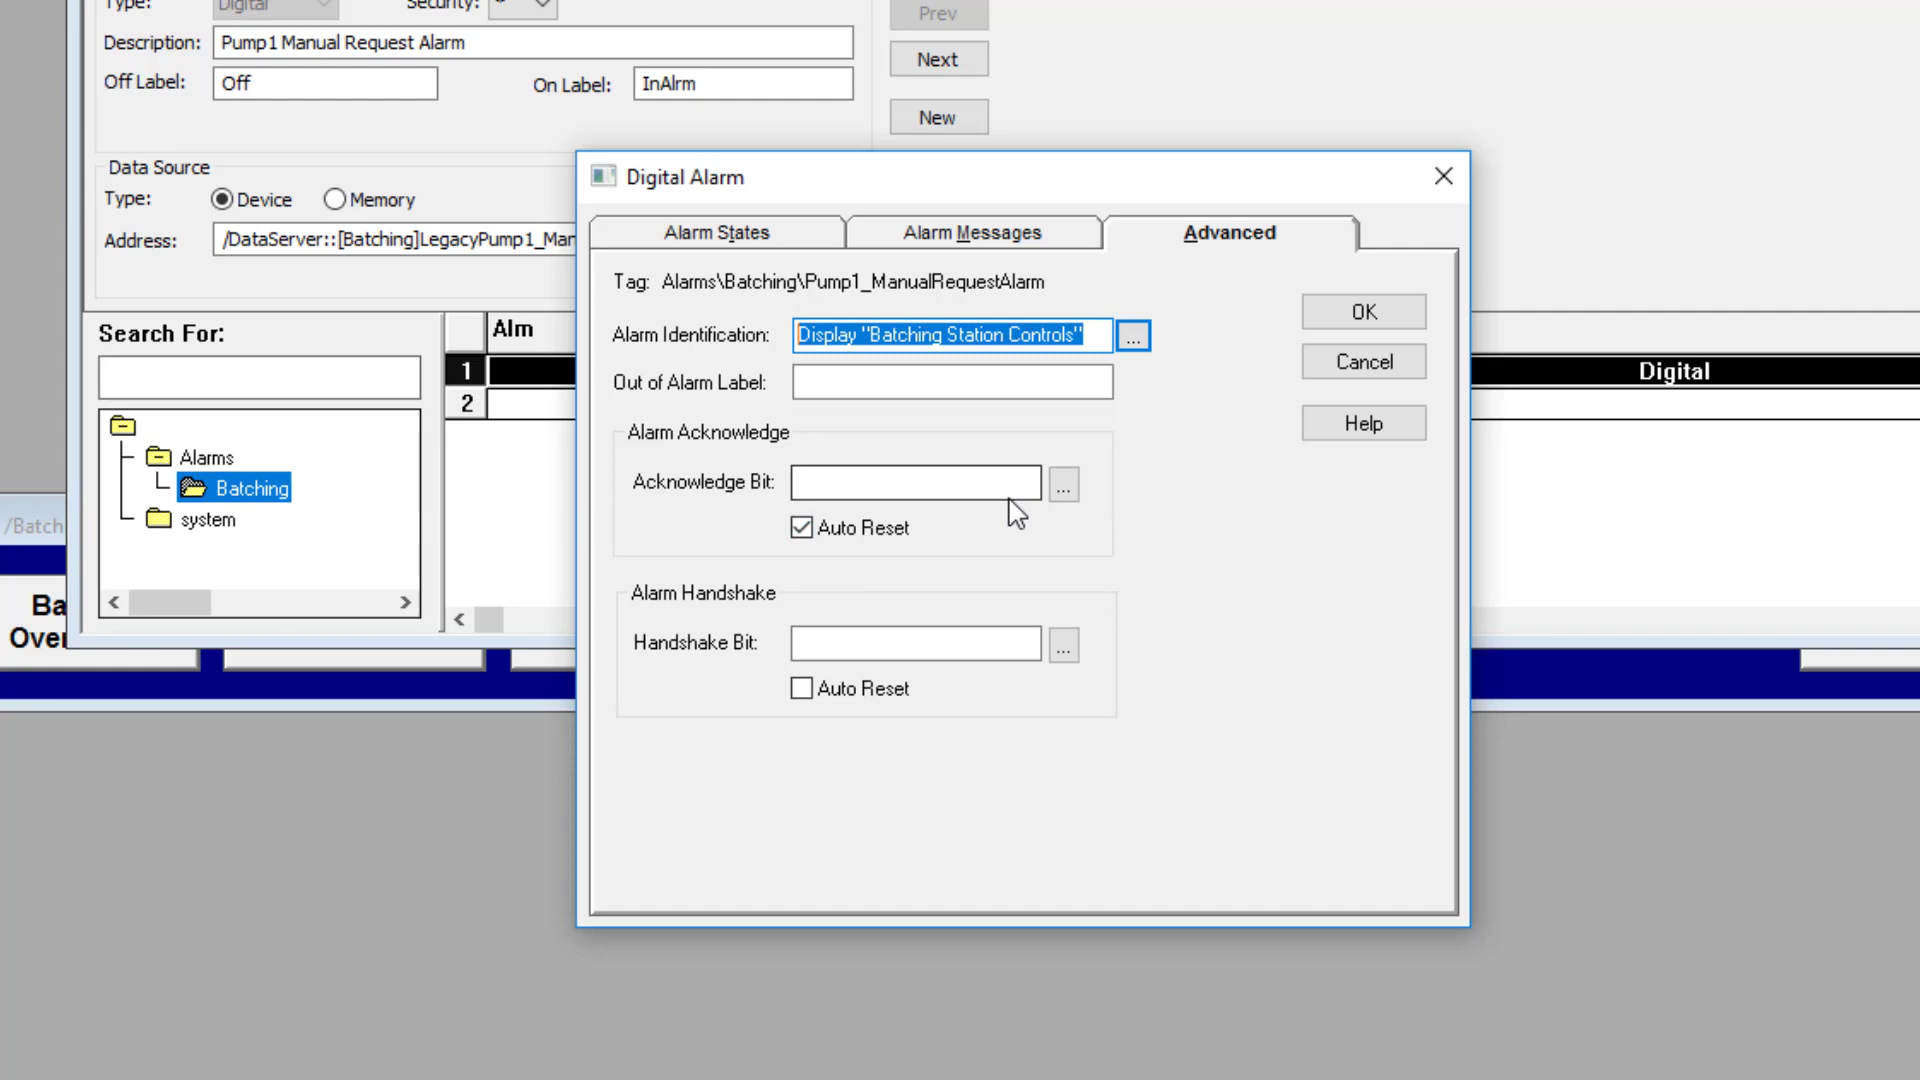 Type:
Digital
Security:
Description:
Pump1 Manual Request Alarm
Off Label:
Off
On Label:
InAlrm
Prev
Next
New
Data Source
Type:
Device
Memory
Address:
/DataServer::[Batching]LegacyPump1_Man
Search For:
Alarms
Batching
system
Alm
1
2
Digital
/Batch
Ba
Over
Digital Alarm
Alarm States
Alarm Messages
Advanced
Tag: Alarms\Batching\Pump1_ManualRequestAlarm
Alarm Identification:
Display "Batching Station Controls"
...
Out of Alarm Label:
Alarm Acknowledge
Acknowledge Bit:
...
Auto Reset
Alarm Handshake
Handshake Bit:
...
Auto Reset
OK
Cancel
Help